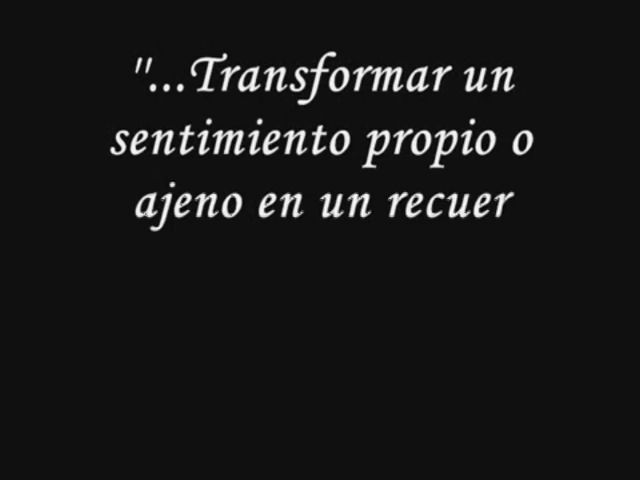 "...Transformar un
sentimiento propio o
ajeno en un recuer